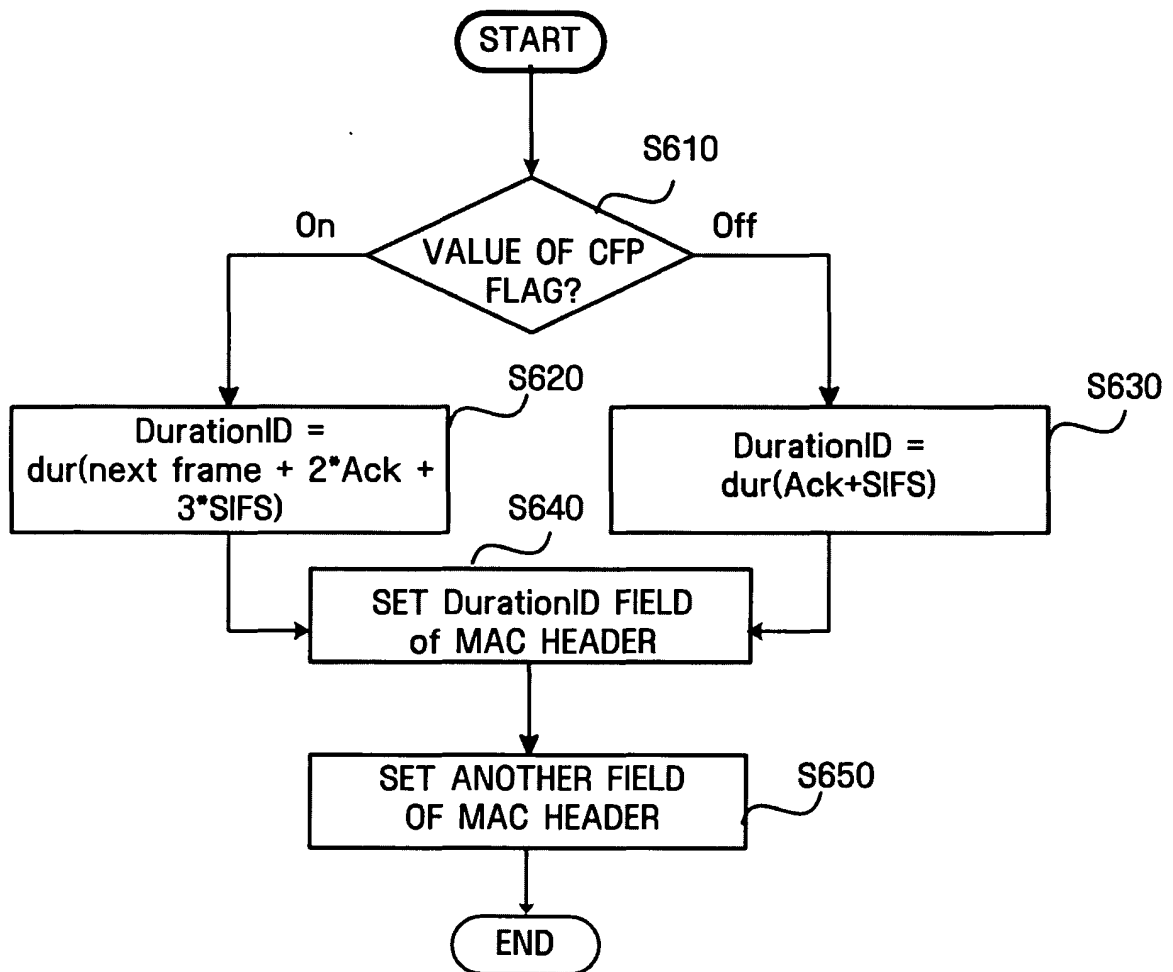 START
S610
On
Off
VALUE OF CFP
FLAG?
S620
S630
DurationID =
dur(next frame + 2*Ack +
3*SIFS)
DurationID =
dur(Ack+SIFS)
S640
SET DurationID FIELD
of MAC HEADER
SET ANOTHER FIELD
OF MAC HEADER
S650
END